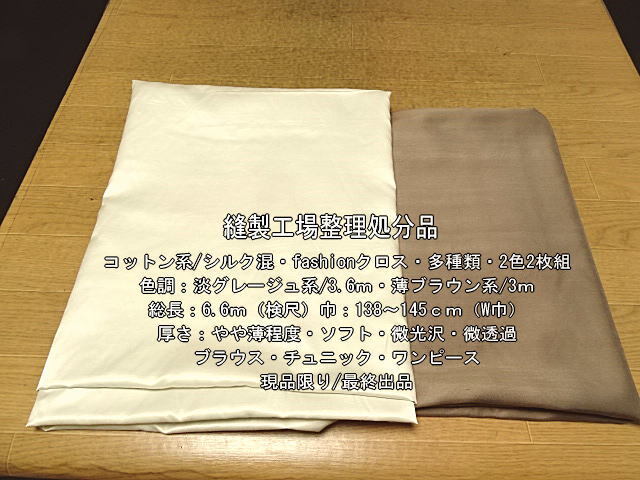 縫製工場整理処分品
コットン系/シルク混・fashionクロス・多種類・2色2枚組
色調：淡グレージュ系/3.6ｍ・薄ブラウン系/3ｍ
総長：6.6ｍ（検尺）巾：138～145ｃｍ（W巾）
厚さ：やや薄程度・ソフト・微光沢・微透過
ブラウス・チュニック・ワンピース
現品限り/最終出品